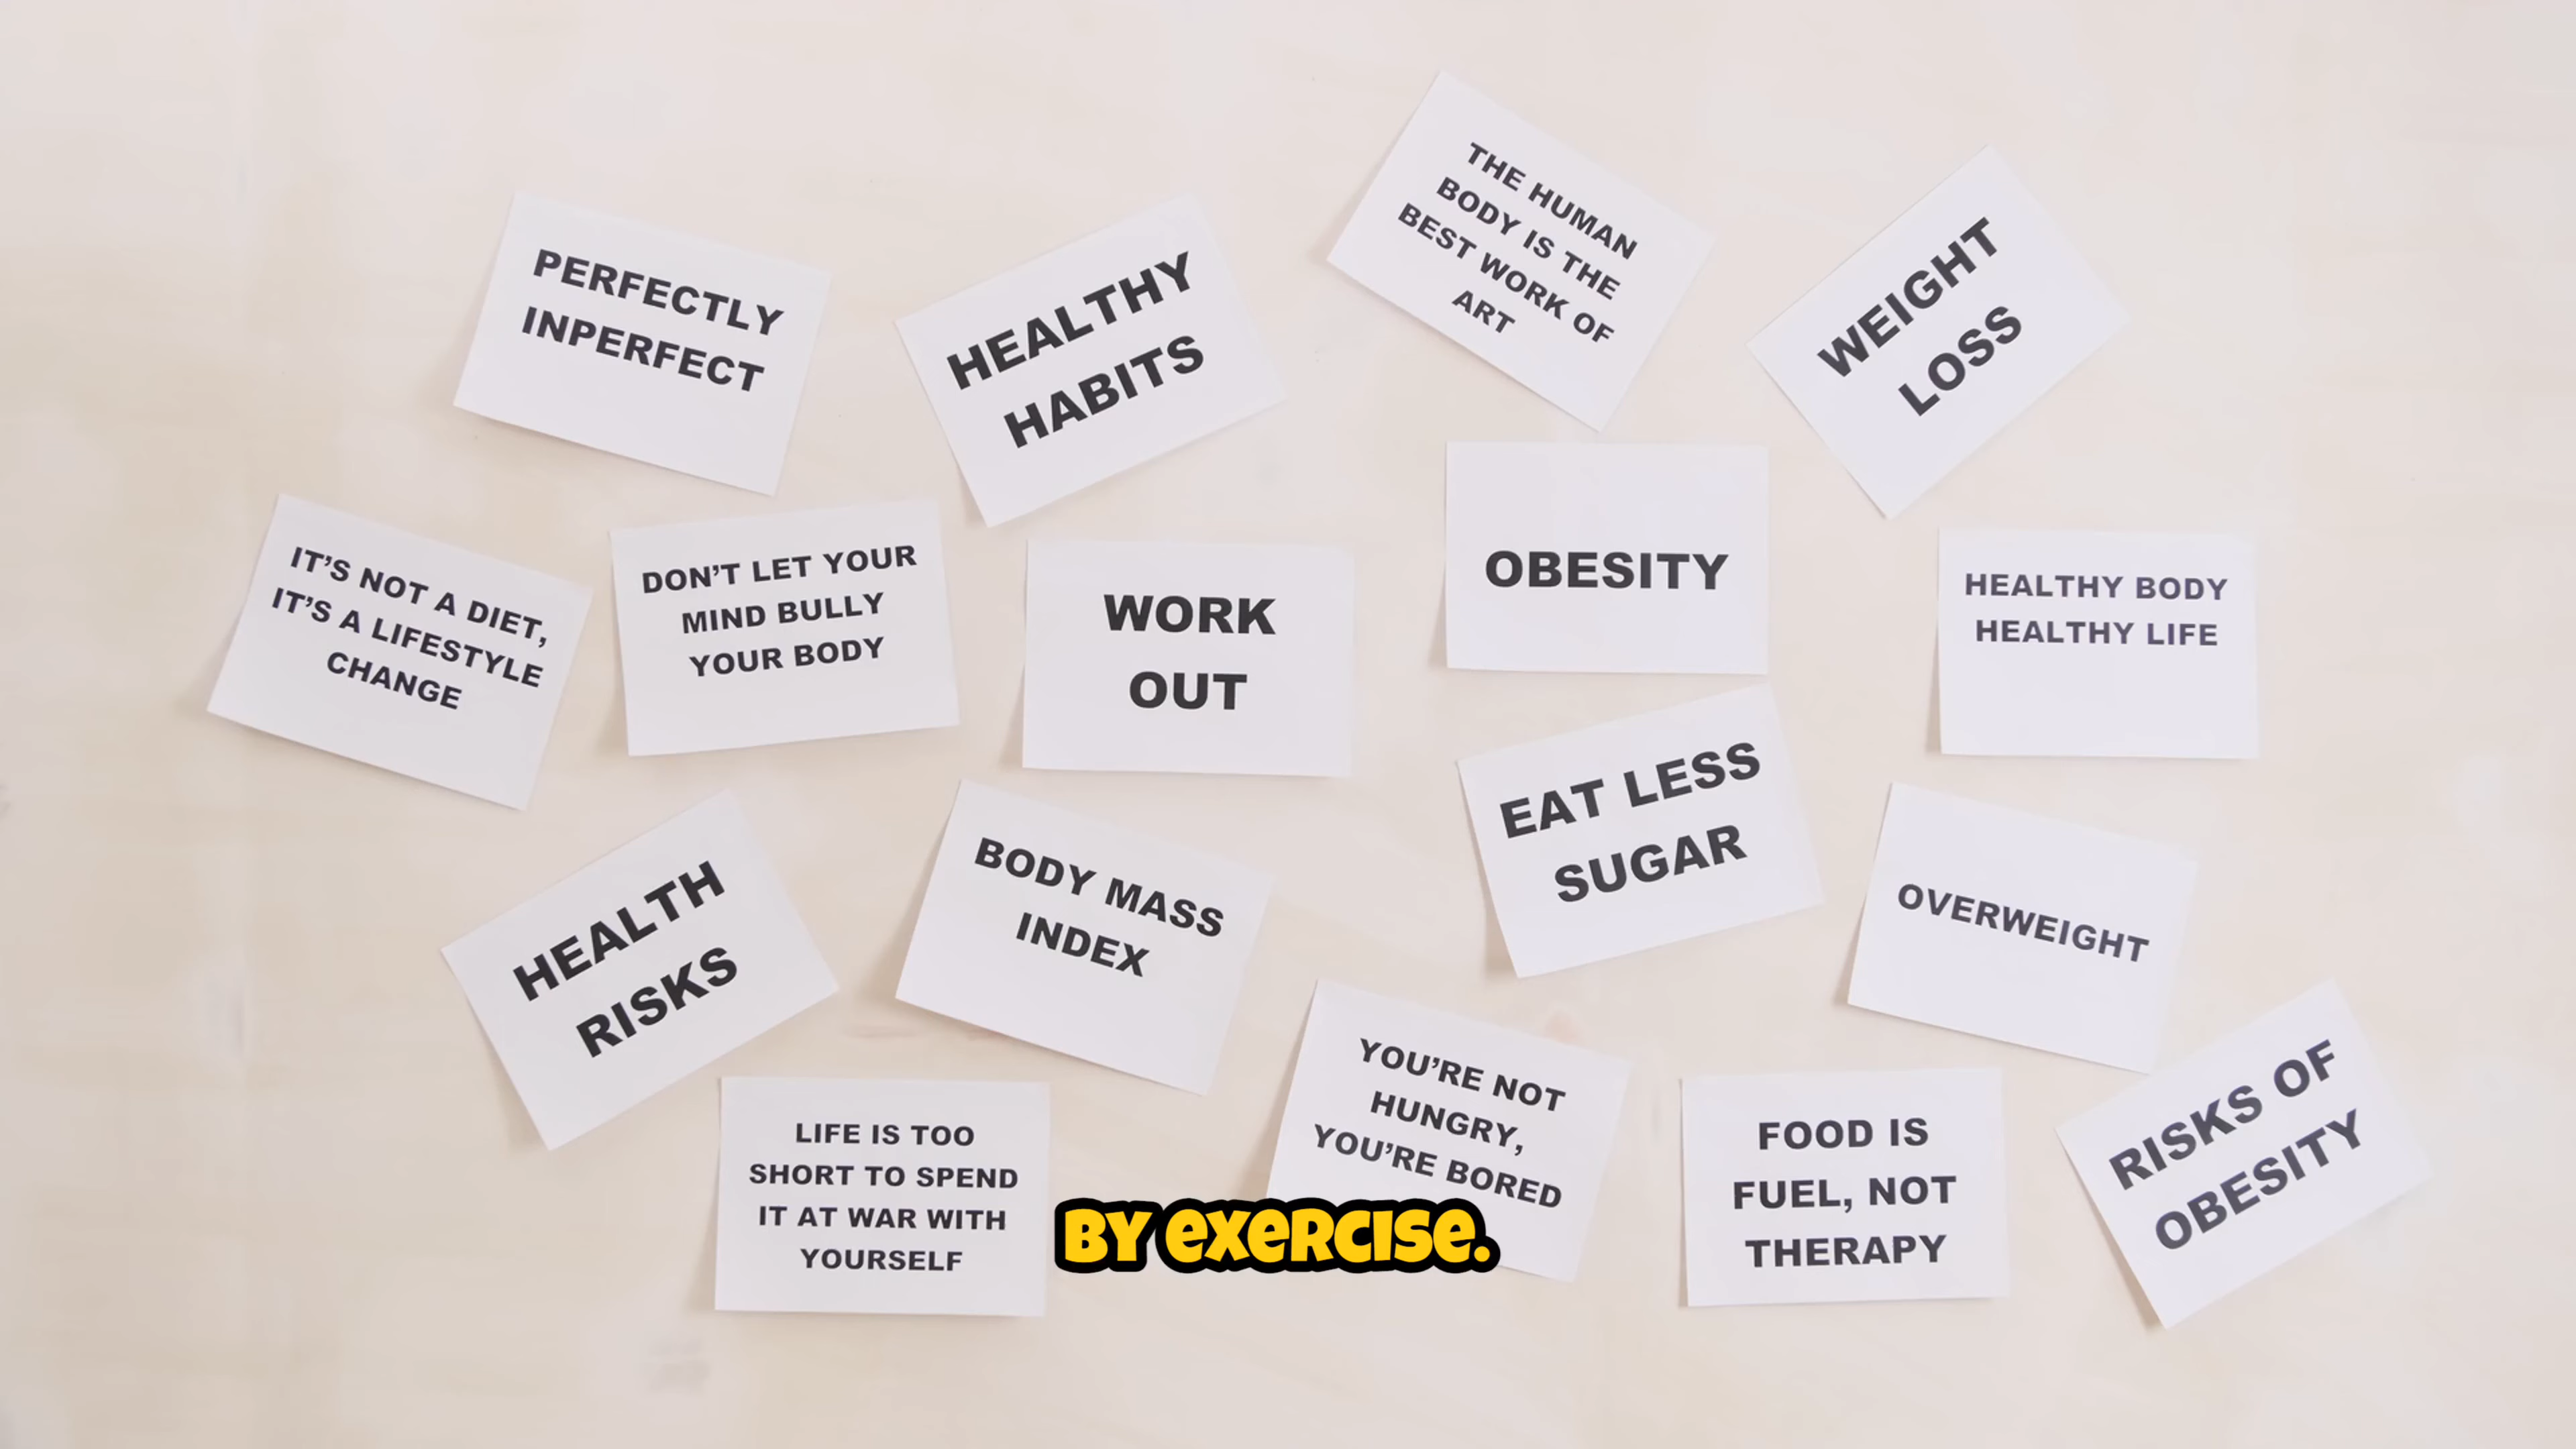 PERFECTLY
INPERFECT
HEALTHY
HABITS
THE HUMAN
BODY IS THE
BEST WORK OF
ART
WEIGHT
LOSS
IT'S NOT A DIET,
IT'S A LIFESTYLE
CHANGE
DON'T LET YOUR
MIND BULLY
YOUR BODY
WORK
OUT
OBESITY
HEALTHY BODY
HEALTHY LIFE
HEALTH
RISKS
BODY MASS
INDEX
EAT LESS
SUGAR
OVERWEIGHT
LIFE IS TOO
SHORT TO SPEND
IT AT WAR WITH
YOURSELF
YOU'RE NOT
HUNGRY,
YOU'RE BORED
FOOD IS
FUEL, NOT
THERAPY
RISKS OF
OBESITY
BY EXERCISE.